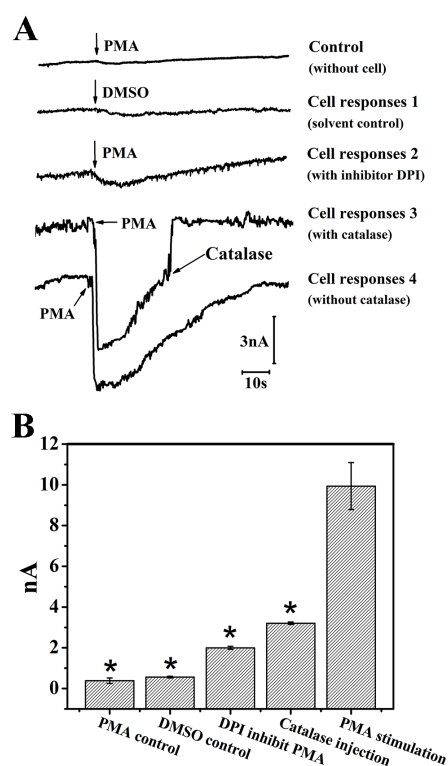 A
PMA
Control
(without cell)
DMSO
Cell responses 1
(solvent control)
PMA
Cell responses 2
(with inhibitor DPI)
PMA
Cell responses 3
(with catalase)
Catalase
PMA
Cell responses 4
(without catalase)
3nA
10s
B
nA
12
10
8
6
4
2
0
*
*
*
*
PMA control
DMSO control
DPI inhibit PMA
Catalase injection
PMA stimulation